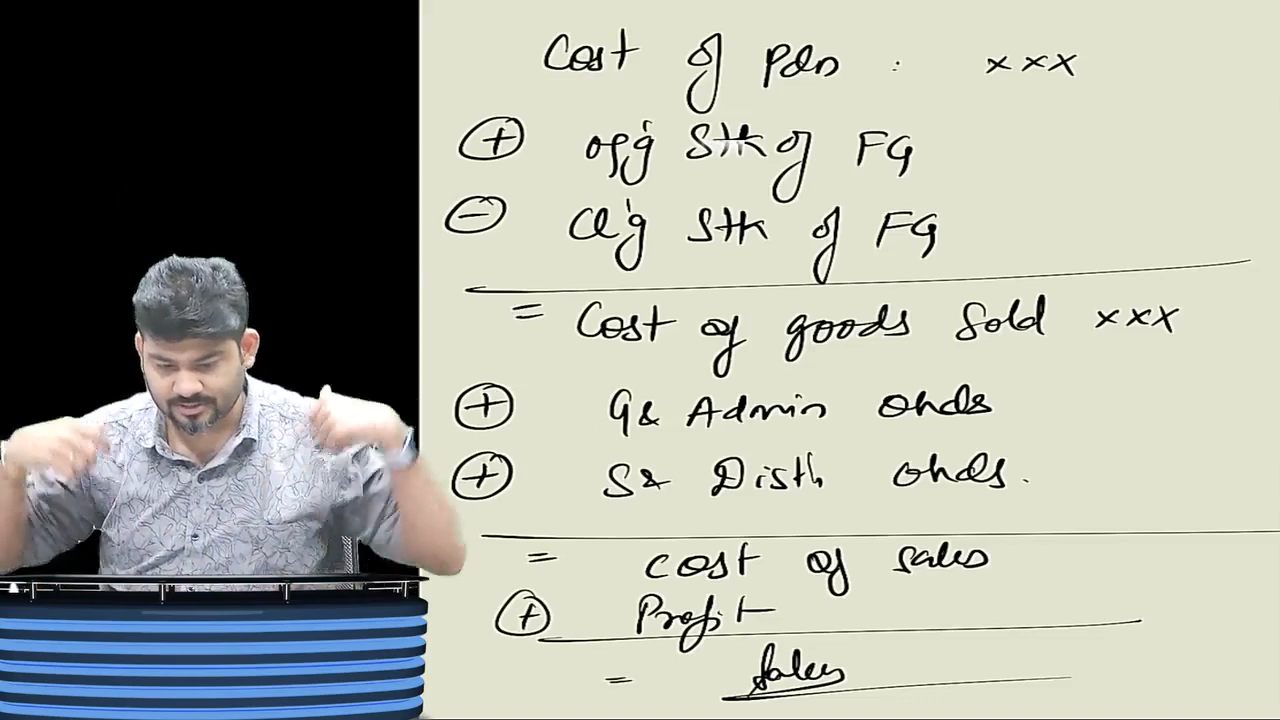 Cost of Pdn : xxx
+ opg Stk of FG
- Cl'g Stk of FG
= Cost of goods Sold xxx
+ G & Admin ohds
+ S & Distn ohds.
= Cost of sales
+ Profit
= Sales